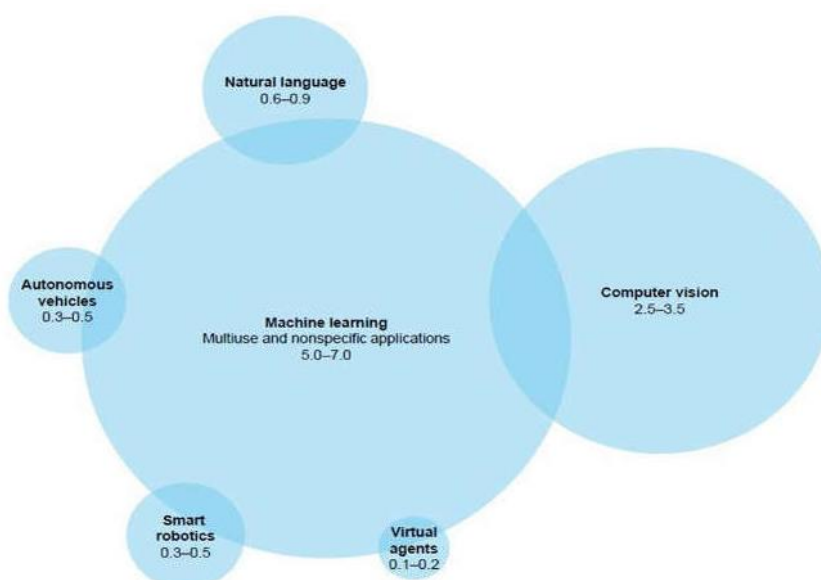 Natural language
0.6–0.9
Autonomous
vehicles
0.3–0.5
Machine learning
Multiuse and nonspecific applications
5.0–7.0
Computer vision
2.5–3.5
Smart
robotics
0.3–0.5
Virtual
agents
0.1–0.2